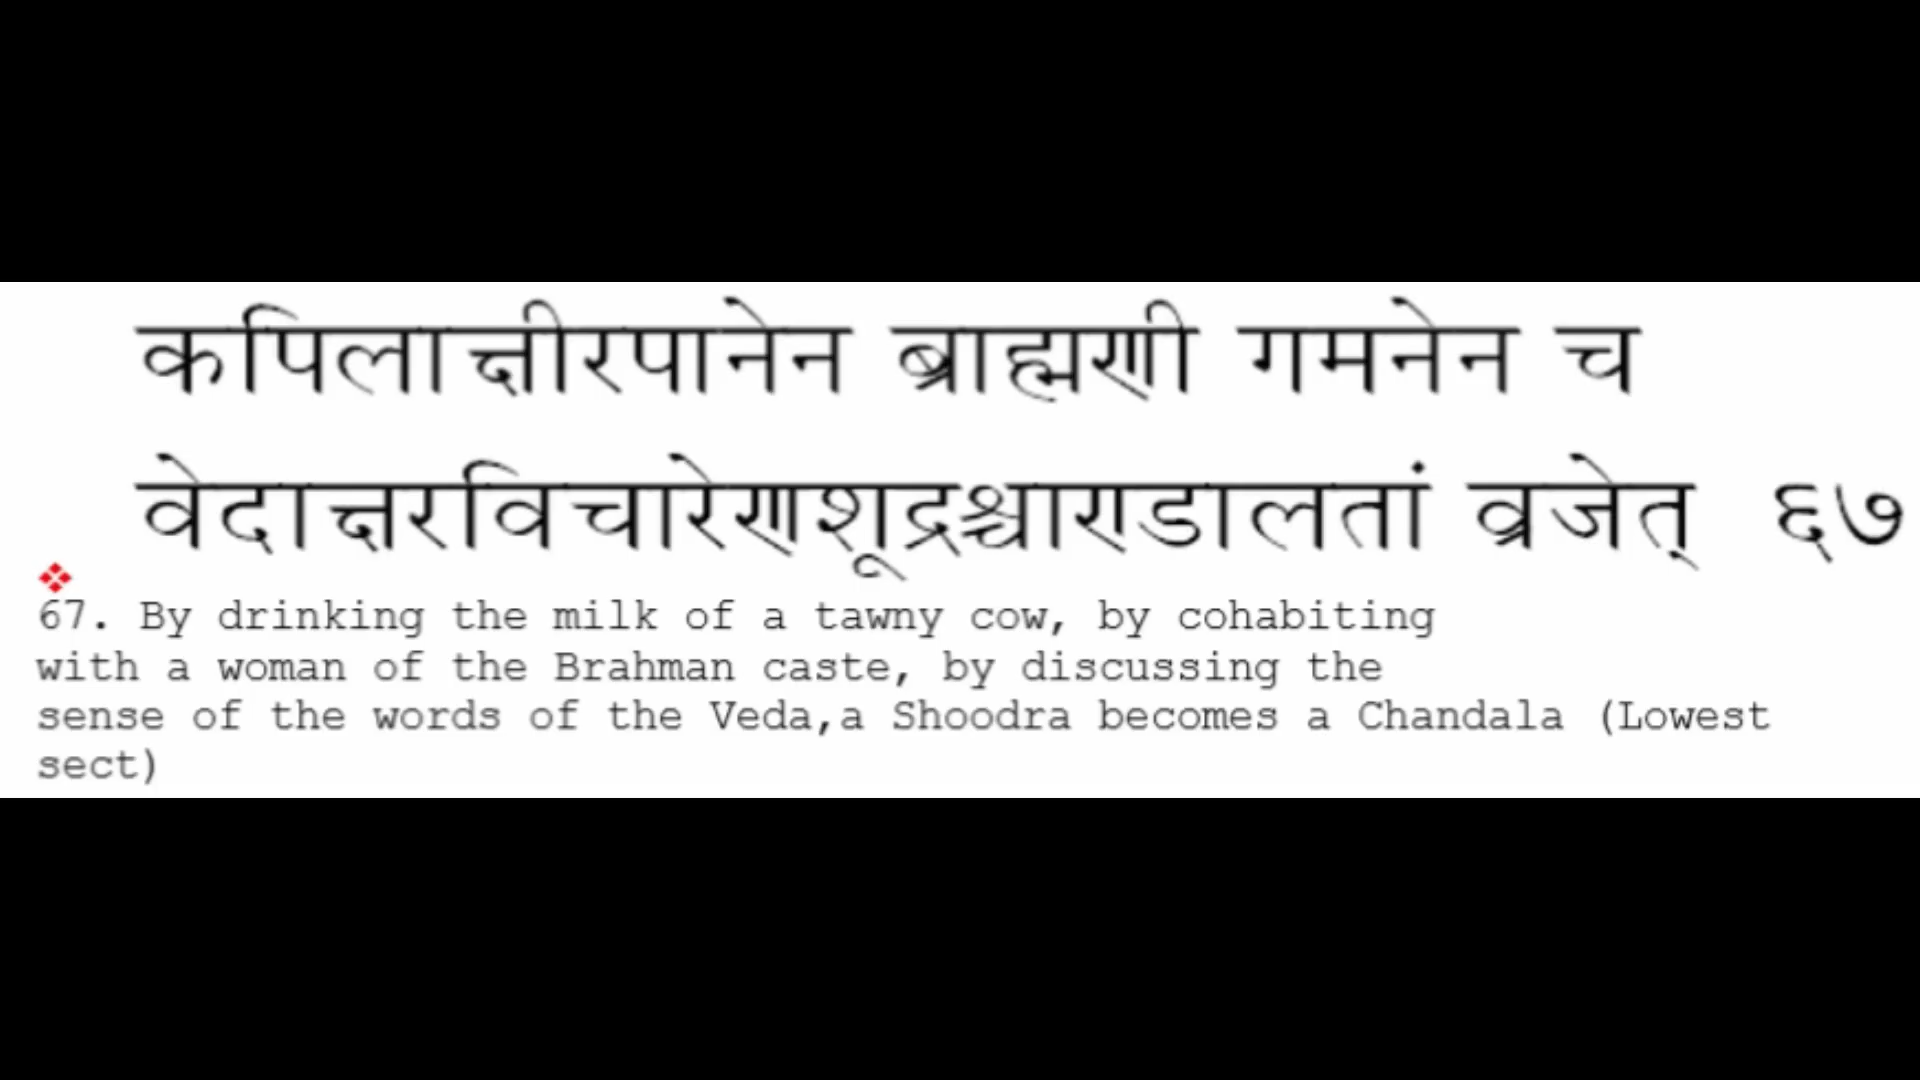 कपिलाक्षीरपानेन ब्राह्मणी गमनेन च
वेदाक्षरविचारेणशूद्रश्चाण्डालतां व्रजेत् ६७
67. By drinking the milk of a tawny cow, by cohabiting
with a woman of the Brahman caste, by discussing the
sense of the words of the Veda,a Shoodra becomes a Chandala (Lowest
sect)